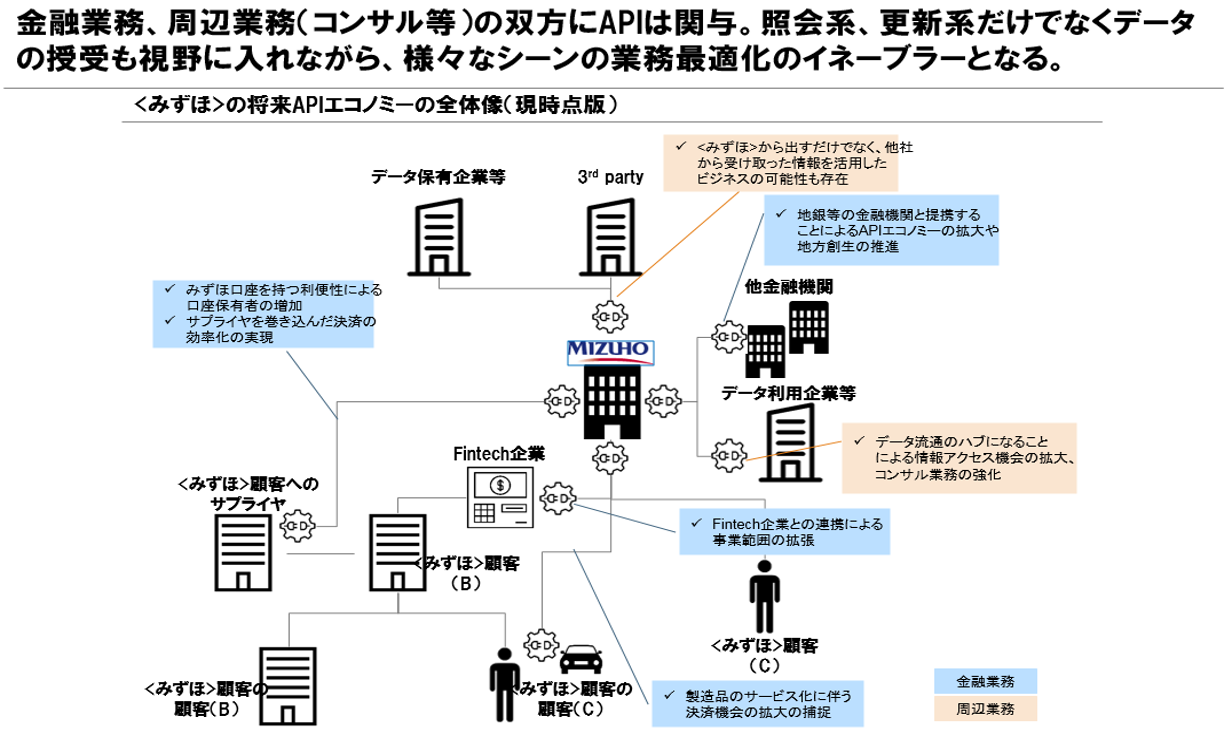 金融業務、周辺業務（コンサル等）の双方にAPIは関与。照会系、更新系だけでなくデータ
の授受も視野に入れながら、様々なシーンの業務最適化のイネーブラーとなる。
<みずほ>の将来APIエコノミーの全体像（現時点版）
✓ <みずほ>から出すだけでなく、他社
から受け取った情報を活用した
ビジネスの可能性も存在
データ保有企業等
3rd party
✓ 地銀等の金融機関と提携する
ことによるAPIエコノミーの拡大や
地方創生の推進
✓ みずほ口座を持つ利便性による
口座保有者の増加
✓ サプライヤを巻き込んだ決済の
効率化の実現
他金融機関
MIZUHO
データ利用企業等
✓ データ流通のハブになること
による情報アクセス機会の拡大、
コンサル業務の強化
Fintech企業
$
<みずほ>顧客への
サプライヤ
✓ Fintech企業との連携による
事業範囲の拡張
<みずほ>顧客
（B）
<みずほ>顧客
（C）
<みずほ>顧客の
顧客（B）
<みずほ>顧客の
顧客（C）
✓ 製造品のサービス化に伴う
決済機会の拡大の捕捉
金融業務
周辺業務